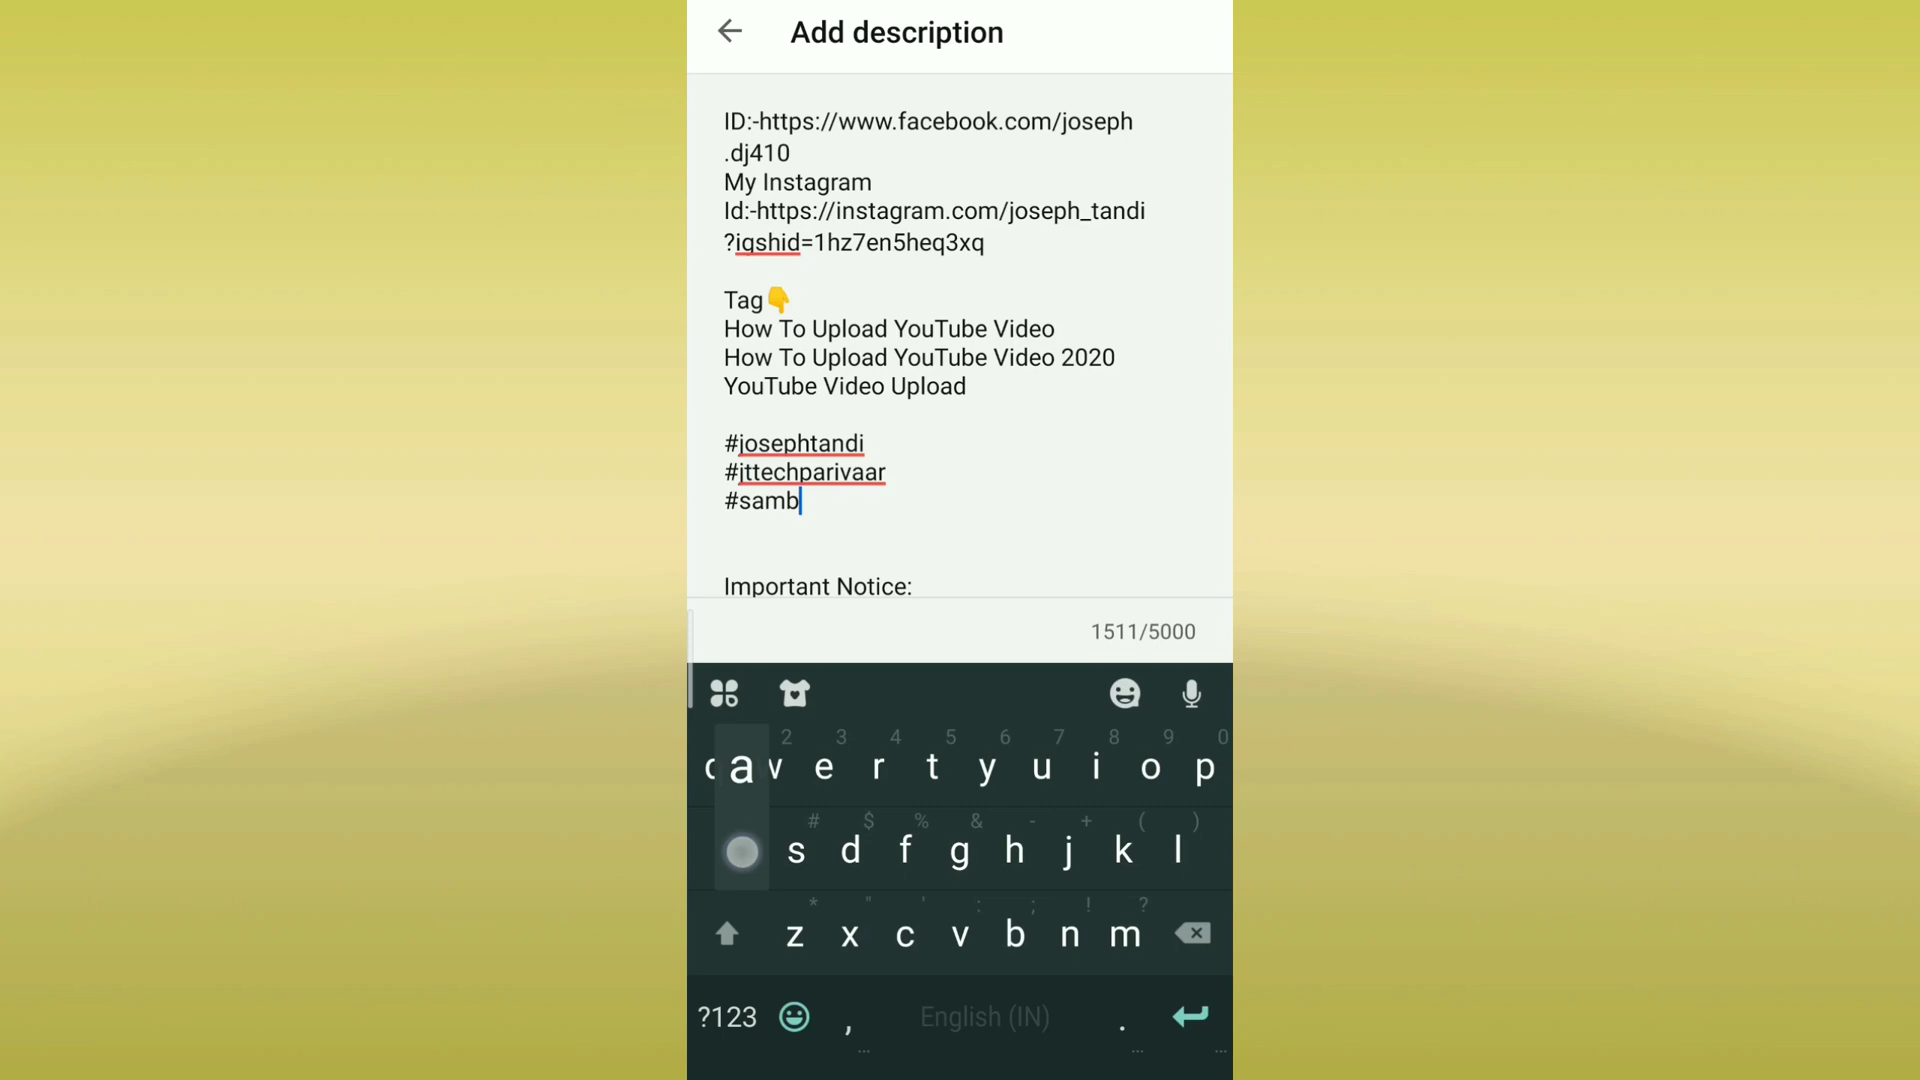 Add description
ID:-https://www.facebook.com/joseph
.dj410
My Instagram
Id:-https://instagram.com/joseph_tandi
?igshid=1hz7en5heq3xq
Tag👇
How To Upload YouTube Video
How To Upload YouTube Video 2020
YouTube Video Upload
#josephtandi
#jttechparivaar
#samb
Important Notice:
1511/5000
2 3 4 5 6 7 8 9 0
a w e r t y u i o p
# $ % & - + ( )
s d f g h j k l
* " ' : ; ! ?
z x c v b n m
?123 , English (IN) .